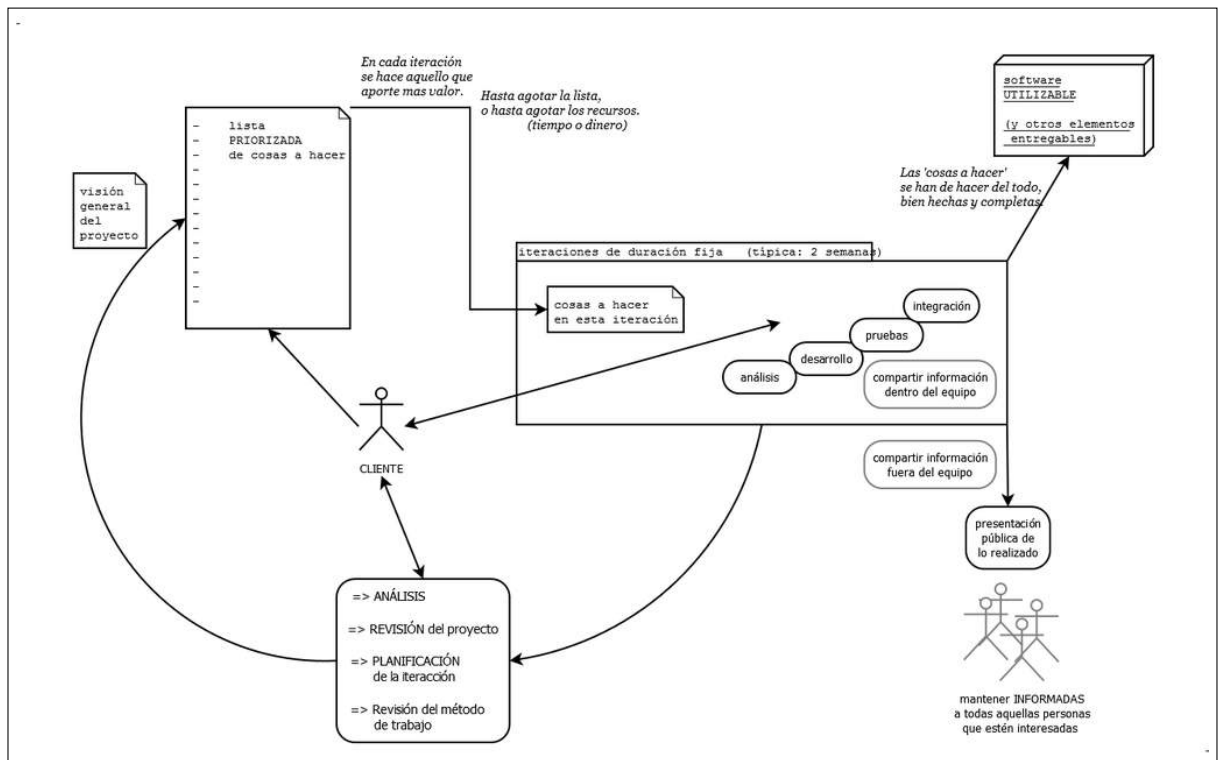 En cada iteración
se hace aquello que
aporte mas valor.
Hasta agotar la lista,
o hasta agotar los recursos.
(tiempo o dinero)
- lista
- PRIORIZADA
- de cosas a hacer
-
-
-
-
-
-
-
-
-
-
visión
general
del
proyecto
software
UTILIZABLE
(y otros elementos
entregables)
Las 'cosas a hacer'
se han de hacer del todo,
bien hechas y completas.
iteraciones de duración fija (típica: 2 semanas)
cosas a hacer
en esta iteración
integración
pruebas
desarrollo
análisis
compartir información
dentro del equipo
CLIENTE
compartir información
fuera del equipo
presentación
pública de
lo realizado
=> ANÁLISIS
=> REVISIÓN del proyecto
=> PLANIFICACIÓN
de la iteracción
=> Revisión del método
de trabajo
mantener INFORMADAS
a todas aquellas personas
que estén interesadas